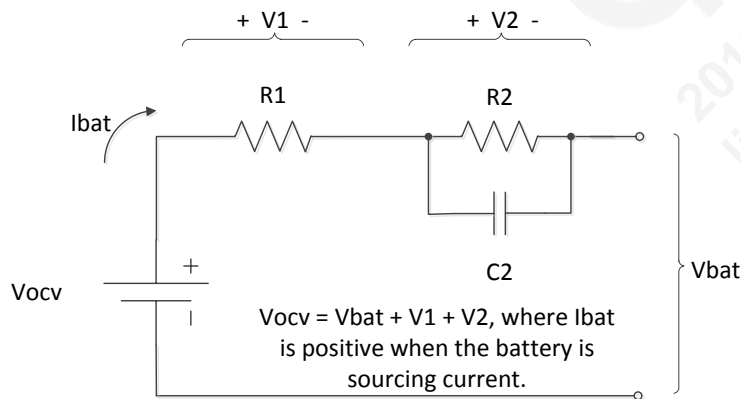 + V1 -
+ V2 -
R1
R2
Ibat
C2
Vocv
+
Vbat
Vocv = Vbat + V1 + V2, where Ibat
is positive when the battery is
sourcing current.